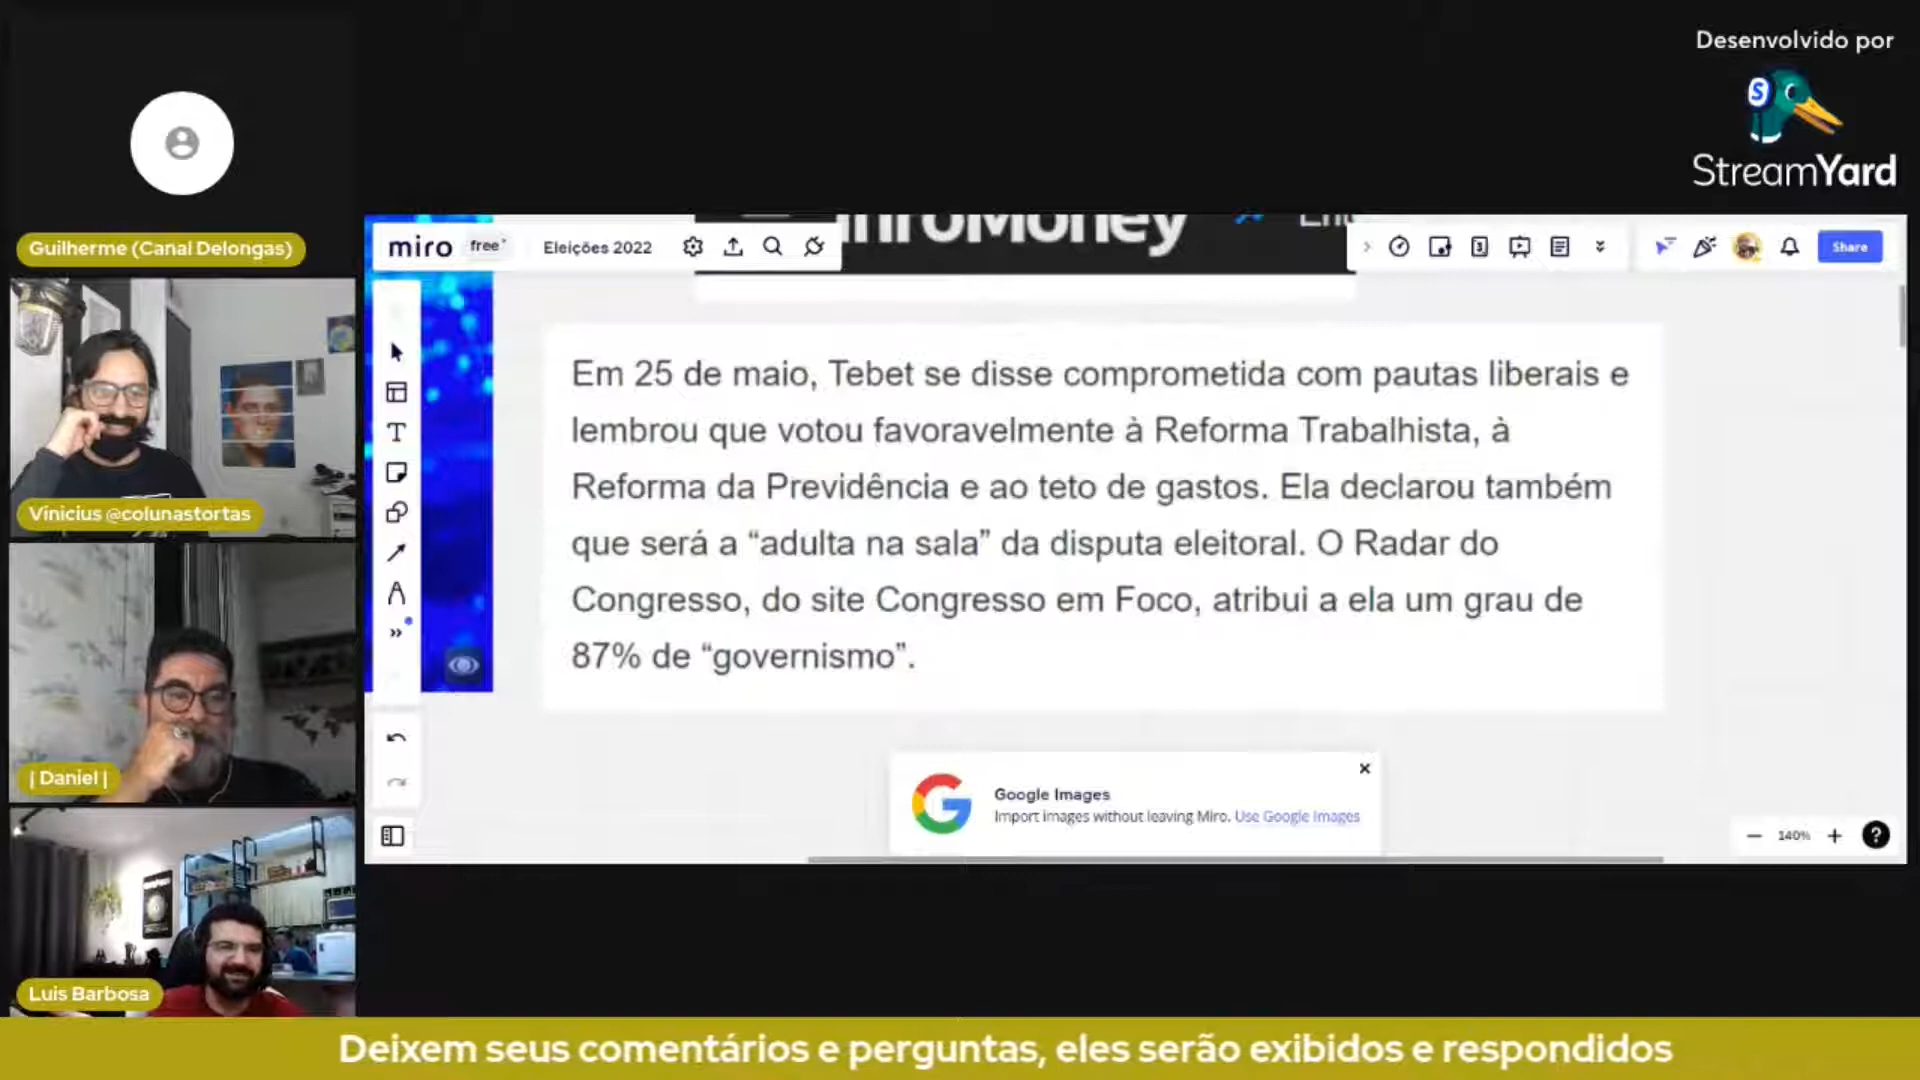 Desenvolvido por
StreamYard
Guilherme (Canal Delongas)
Vinicius @colunastortas
| Daniel |
Luis Barbosa
miro free
Eleições 2022
Share
Em 25 de maio, Tebet se disse comprometida com pautas liberais e
lembrou que votou favoravelmente à Reforma Trabalhista, à
Reforma da Previdência e ao teto de gastos. Ela declarou também
que será a “adulta na sala” da disputa eleitoral. O Radar do
Congresso, do site Congresso em Foco, atribui a ela um grau de
87% de “governismo”.
Google Images
Import images without leaving Miro. Use Google Images
140%
Deixem seus comentários e perguntas, eles serão exibidos e respondidos